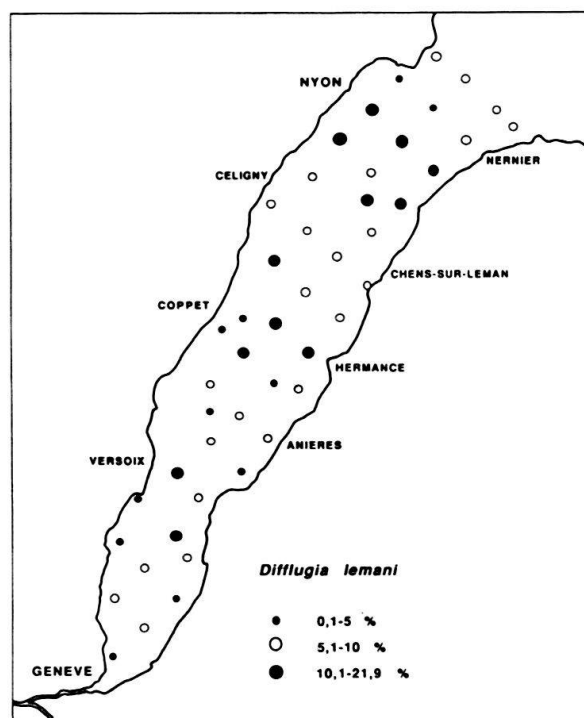 NYON
NERNIER
CELIGNY
CHENS-SUR-LEMAN
COPPET
HERMANCE
ANIERES
VERSOIX
Difflugia lemani
0,1-5 %
5,1-10 %
10,1-21,9 %
GENEVE